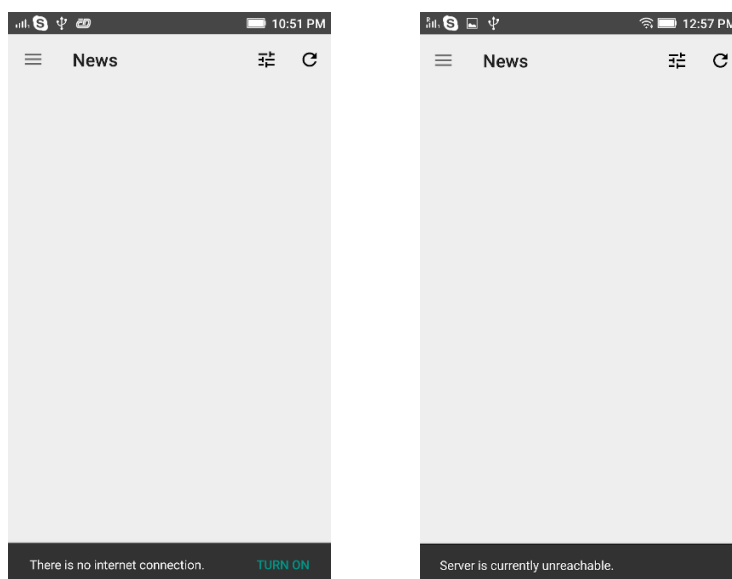 10:51 PM
News
There is no internet connection. TURN ON
12:57 PM
News
Server is currently unreachable.